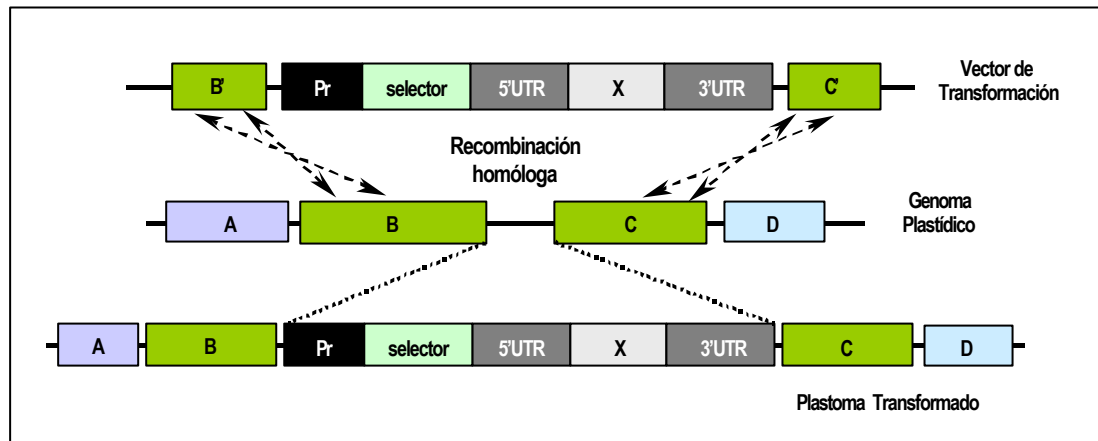 B' Pr selector 5'UTR X 3'UTR C'
Vector de
Transformación
Recombinación
homóloga
Genoma
Plastídico
A B C D
A B Pr selector 5'UTR X 3'UTR C D
Plastoma Transformado